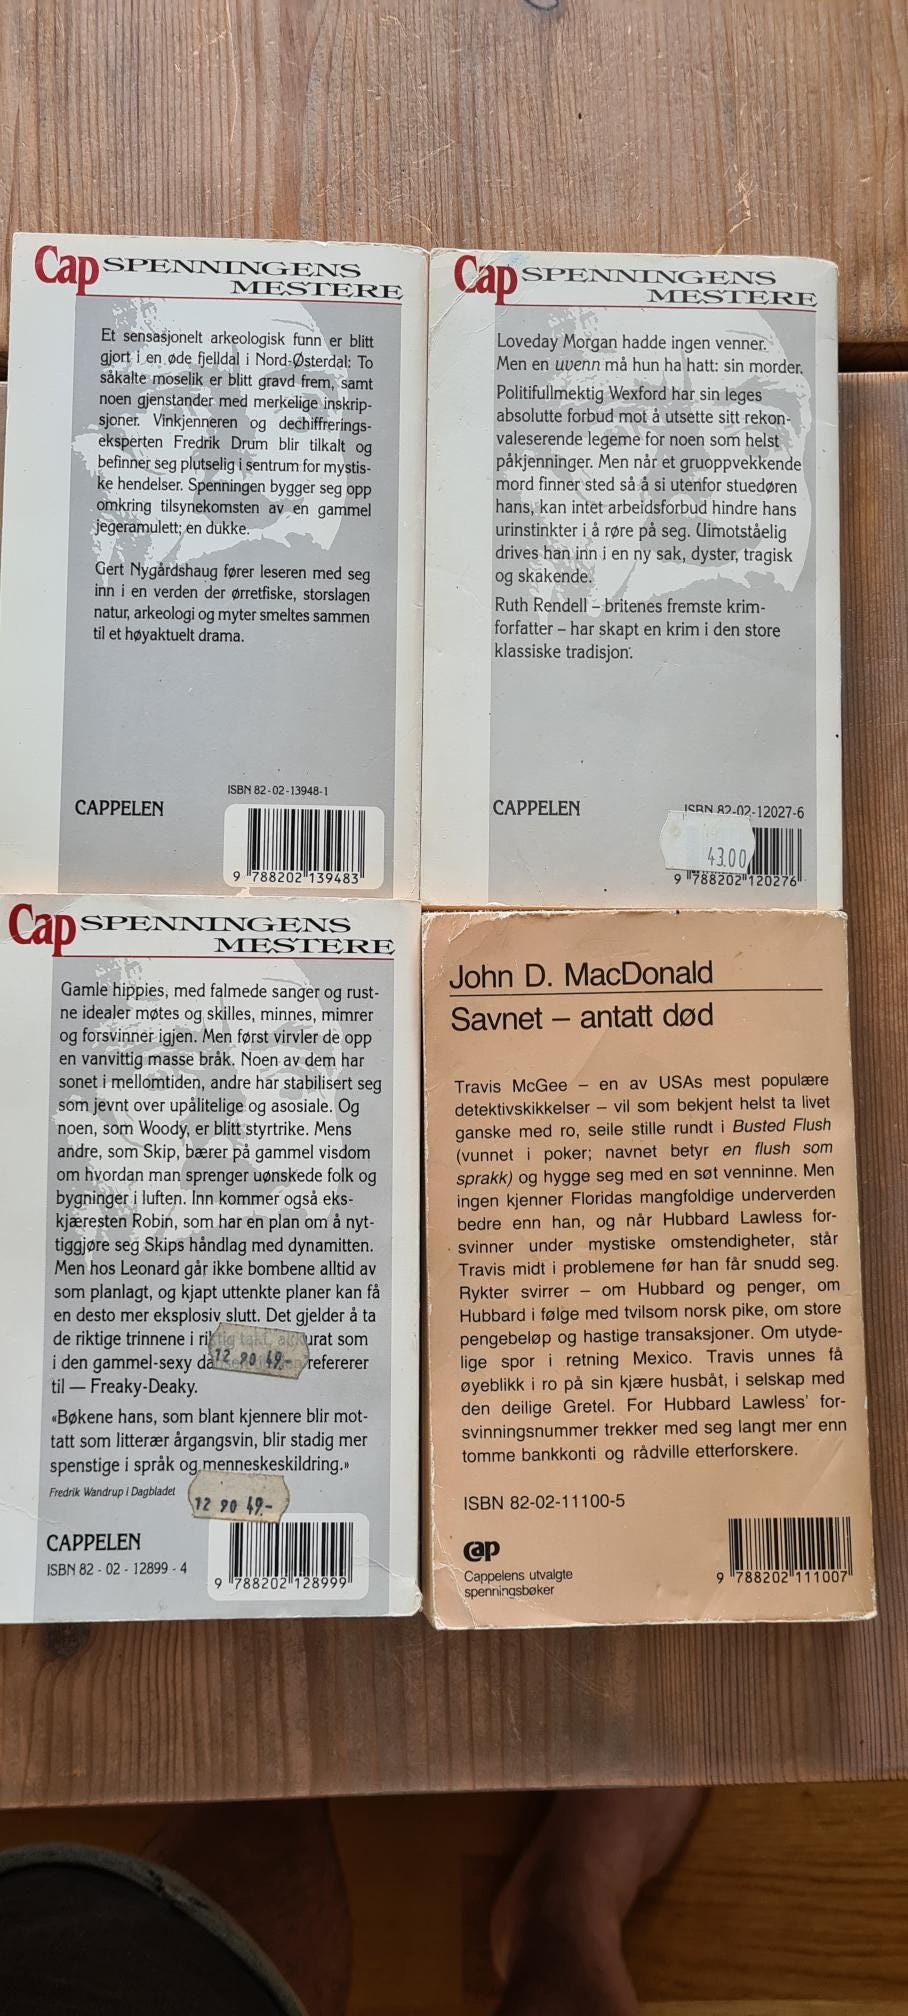 Cap SPENNINGENS
MESTERE
Et sensasjonelt arkeologisk funn er blitt
gjort i en øde fjelldal i Nord-Østerdal: To
såkalte moselik er blitt gravd frem, samt
noen gjenstander med merkelige inskrip-
sjoner. Vinkjenneren og dechiffrerings-
eksperten Fredrik Drum blir tilkalt og
befinner seg plutselig i sentrum for mystis-
ke hendelser. Spenningen bygger seg opp
omkring tilsynekomsten av en gammel
jegeramulett; en dukke.
Gert Nygårdshaug fører leseren med seg
inn i en verden der ørretfiske, storslagen
natur, arkeologi og myter smeltes sammen
til et høyaktuelt drama.
ISBN 82-02-13948-1
CAPPELEN
9 788202 139483
Cap SPENNINGENS
MESTERE
Loveday Morgan hadde ingen venner.
Men en uvenn må hun ha hatt: sin morder.
Politifullmektig Wexford har sin leges
absolutte forbud mot å utsette sitt rekon-
valeserende legeme for noen som helst
påkjenninger. Men når et gruoppvekkende
mord finner sted så å si utenfor stuedøren
hans, kan intet arbeidsforbud hindre hans
urinstinkter i å røre på seg. Uimotståelig
drives han inn i en ny sak, dyster, tragisk
og skakende.
Ruth Rendell – britenes fremste krim-
forfatter – har skapt en krim i den store
klassiske tradisjon.
CAPPELEN
ISBN 82-02-12027-6
43.00
9 788202 120276
Cap SPENNINGENS
MESTERE
Gamle hippies, med falmede sanger og rust-
ne idealer møtes og skilles, minnes, mimrer
og forsvinner igjen. Men først virvler de opp
en vanvittig masse bråk. Noen av dem har
sonet i mellomtiden, andre har stabilisert seg
som jevnt over upålitelige og asosiale. Og
noen, som Woody, er blitt styrtrike. Mens
andre, som Skip, bærer på gammel visdom
om hvordan man sprenger uønskede folk og
bygninger i luften. Inn kommer også eks-
kjæresten Robin, som har en plan om å nyt-
tiggjøre seg Skips håndlag med dynamitten.
Men hos Leonard går ikke bombene alltid av
som planlagt, og kjapt uttenkte planer kan få
en desto mer eksplosiv slutt. Det gjelder å ta
de riktige trinnene i riktig takt, akkurat som
i den gammel-sexy refererer
12 90 49.-
til — Freaky-Deaky.
«Bøkene hans, som blant kjennere blir mot-
tatt som litterær årgangsvin, blir stadig mer
spenstige i språk og menneskeskildring.»
Fredrik Wandrup i Dagbladet
12 90 49.-
CAPPELEN
ISBN 82 - 02 - 12899 - 4
9 788202 128999
John D. MacDonald
Savnet – antatt død
Travis McGee – en av USAs mest populære
detektivskikkelser – vil som bekjent helst ta livet
ganske med ro, seile stille rundt i Busted Flush
(vunnet i poker; navnet betyr en flush som
sprakk) og hygge seg med en søt venninne. Men
ingen kjenner Floridas mangfoldige underverden
bedre enn han, og når Hubbard Lawless for-
svinner under mystiske omstendigheter, står
Travis midt i problemene før han får snudd seg.
Rykter svirrer – om Hubbard og penger, om
Hubbard i følge med tvilsom norsk pike, om store
pengebeløp og hastige transaksjoner. Om utyde-
lige spor i retning Mexico. Travis unnes få
øyeblikk i ro på sin kjære husbåt, i selskap med
den deilige Gretel. For Hubbard Lawless' for-
svinningsnummer trekker med seg langt mer enn
tomme bankkonti og rådville etterforskere.
ISBN 82-02-11100-5
cap
Cappelens utvalgte
spenningsbøker
9 788202 111007